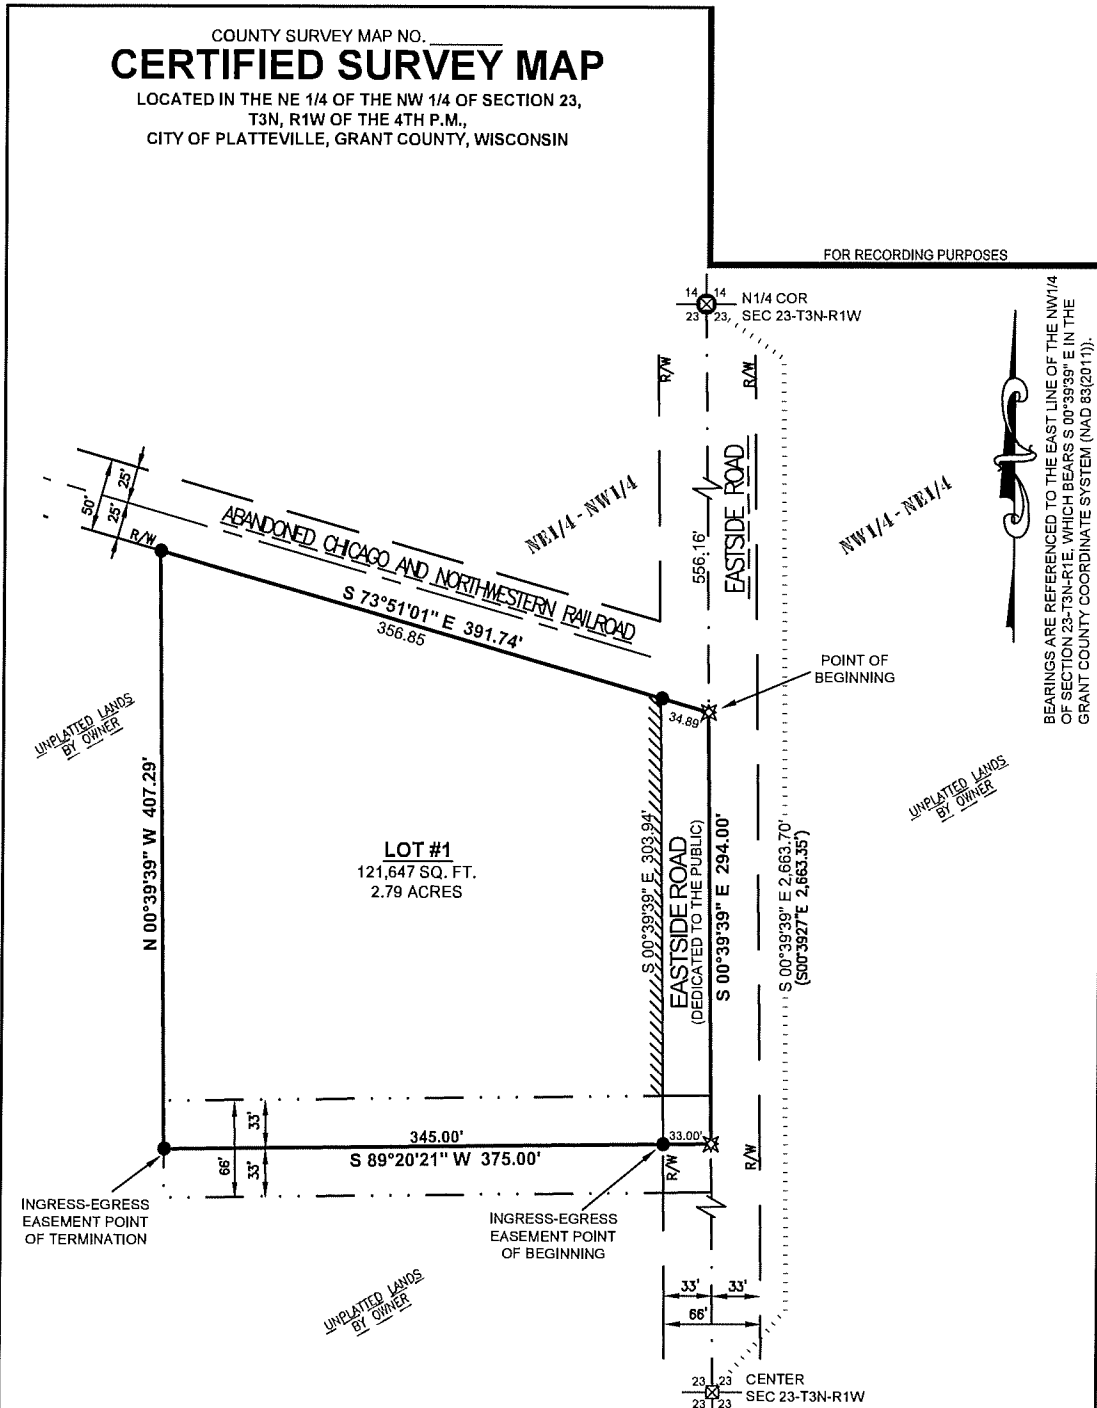 COUNTY SURVEY MAP NO.
CERTIFIED SURVEY MAP
LOCATED IN THE NE 1/4 OF THE NW 1/4 OF SECTION 23,
T3N, R1W OF THE 4TH P.M.,
CITY OF PLATTEVILLE, GRANT COUNTY, WISCONSIN
FOR RECORDING PURPOSES
14 14
23 23
N1/4 COR
SEC 23-T3N-R1W
BEARINGS ARE REFERENCED TO THE EAST LINE OF THE NW1/4
OF SECTION 23-T3N-R1E, WHICH BEARS S 00°39'39" E IN THE
GRANT COUNTY COORDINATE SYSTEM (NAD 83(2011)).
R/W
R/W
EASTSIDE ROAD
556.16'
NE1/4 - NW1/4
NW1/4 - NE1/4
50'
25'
25'
R/W
ABANDONED CHICAGO AND NORTHWESTERN RAILROAD
S 73°51'01" E 391.74'
356.85
34.89
POINT OF
BEGINNING
UNPLATTED LANDS
BY OWNER
UNPLATTED LANDS
BY OWNER
N 00°39'39" W 407.29'
LOT #1
121,647 SQ. FT.
2.79 ACRES
S 00°39'39" E 303.94'
EASTSIDE ROAD
(DEDICATED TO THE PUBLIC)
S 00°39'39" E 294.00'
S 00°39'39" E 2,663.70'
(S00°39'27"E 2,663.35")
33'
66'
33'
345.00'
33.00'
S 89°20'21" W 375.00'
R/W
R/W
INGRESS-EGRESS
EASEMENT POINT
OF TERMINATION
INGRESS-EGRESS
EASEMENT POINT
OF BEGINNING
UNPLATTED LANDS
BY OWNER
33' 33'
66'
23 23
23 23
CENTER
SEC 23-T3N-R1W